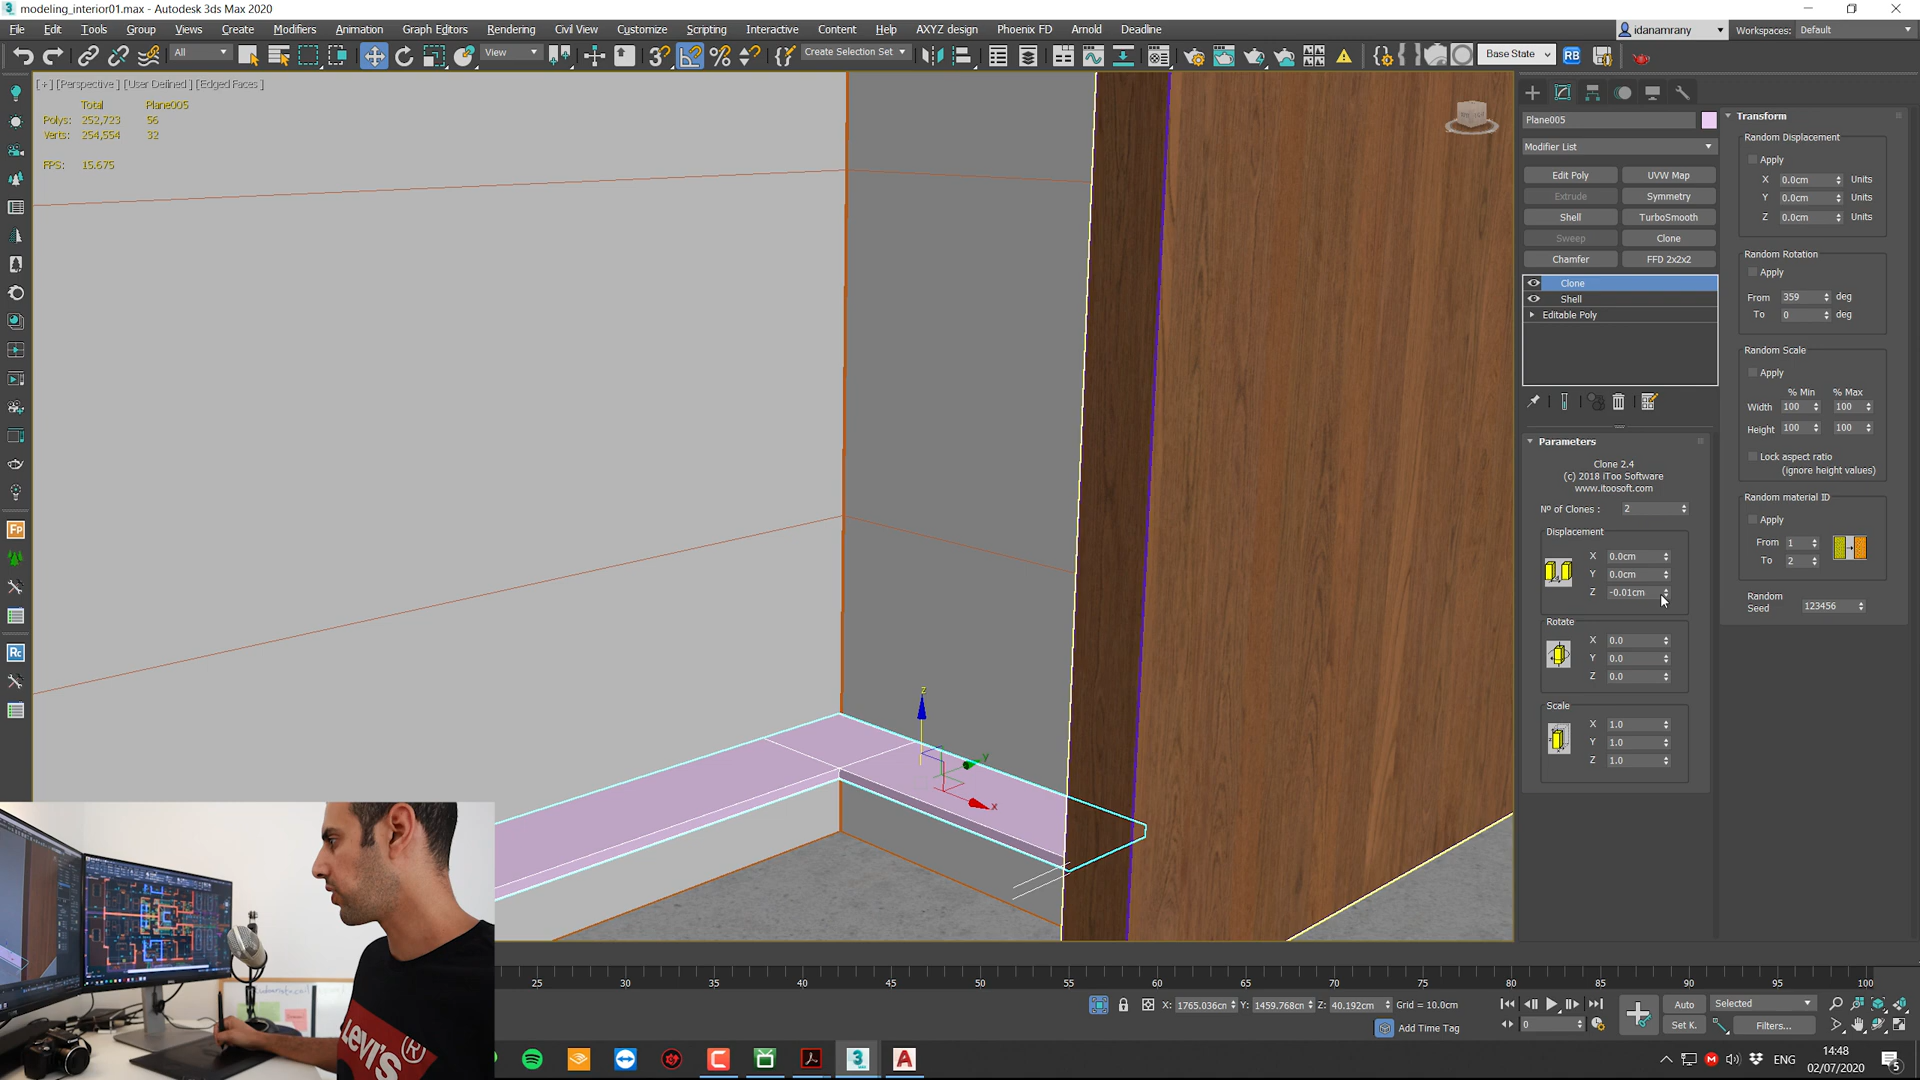 modeling_interior01.max - Autodesk 3ds Max 2020
File Edit Tools Group Views Create Modifiers Animation Graph Editors Rendering Civil View Customize Scripting Interactive Content Help AXYZ design Phoenix FD Arnold Deadline
idanamrany Workspaces: Default
All View Create Selection Set Base State RB
[+] [Perspective] [User Defined] [Edged Faces]
Total Plane005
Polys: 252,723 56
Verts: 254,554 32
FPS: 15.675
Plane005
Modifier List
Edit Poly UVW Map
Extrude Symmetry
Shell TurboSmooth
Sweep Clone
Chamfer FFD 2x2x2
Clone
Shell
Editable Poly
Parameters
Clone 2.4
(c) 2018 iToo Software
www.itoosoft.com
Nº of Clones : 2
Displacement
X 0.0cm
Y 0.0cm
Z -0.01cm
Rotate
X 0.0
Y 0.0
Z 0.0
Scale
X 1.0
Y 1.0
Z 1.0
Transform
Random Displacement
Apply
X 0.0cm Units
Y 0.0cm Units
Z 0.0cm Units
Random Rotation
Apply
From 359 deg
To 0 deg
Random Scale
Apply
% Min % Max
Width 100 100
Height 100 100
Lock aspect ratio
(ignore height values)
Random material ID
Apply
From 1
To 2
Random
Seed 123456
Fp
Rc
z
y
x
LEVI'S®
25 30 35 40 45 50 55 60 65 70 75 80 85 90 95 100
X: 1765.036cm Y: 1459.768cm Z: 40.192cm Grid = 10.0cm
Add Time Tag
0
Auto Selected
Set K. Filters...
ENG
14:48
02/07/2020
5